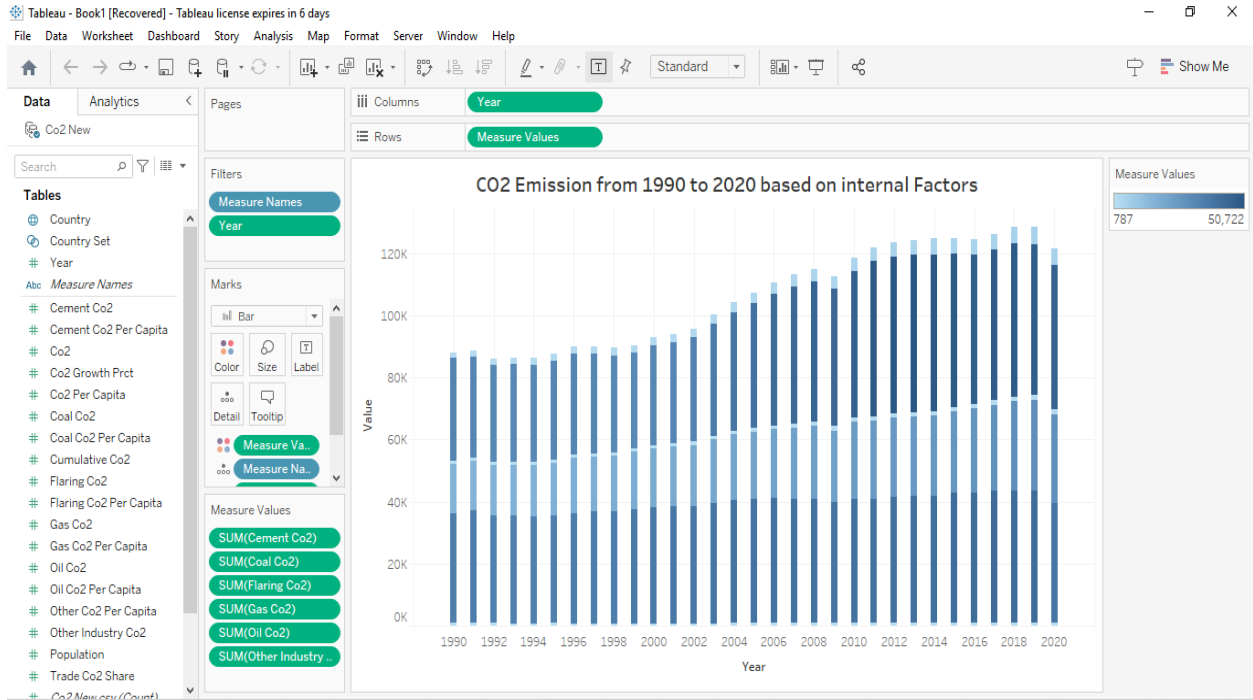 Tableau - Book1 [Recovered] - Tableau license expires in 6 days
File Data Worksheet Dashboard Story Analysis Map Format Server Window Help
Standard
Show Me
Data Analytics
Co2 New
Search
Tables
Country
Country Set
Year
Abc Measure Names
Cement Co2
Cement Co2 Per Capita
Co2
Co2 Growth Prct
Co2 Per Capita
Coal Co2
Coal Co2 Per Capita
Cumulative Co2
Flaring Co2
Flaring Co2 Per Capita
Gas Co2
Gas Co2 Per Capita
Oil Co2
Oil Co2 Per Capita
Other Co2 Per Capita
Other Industry Co2
Population
Trade Co2 Share
Co2 New.csv (Count)
Pages
Filters
Measure Names
Year
Marks
Bar
Color Size Label
Detail Tooltip
Measure Va..
Measure Na..
Measure Values
SUM(Cement Co2)
SUM(Coal Co2)
SUM(Flaring Co2)
SUM(Gas Co2)
SUM(Oil Co2)
SUM(Other Industry ..
Columns Year
Rows Measure Values
CO2 Emission from 1990 to 2020 based on internal Factors
120K
100K
80K
60K
40K
20K
0K
Value
1990 1992 1994 1996 1998 2000 2002 2004 2006 2008 2010 2012 2014 2016 2018 2020
Year
Measure Values
787 50,722